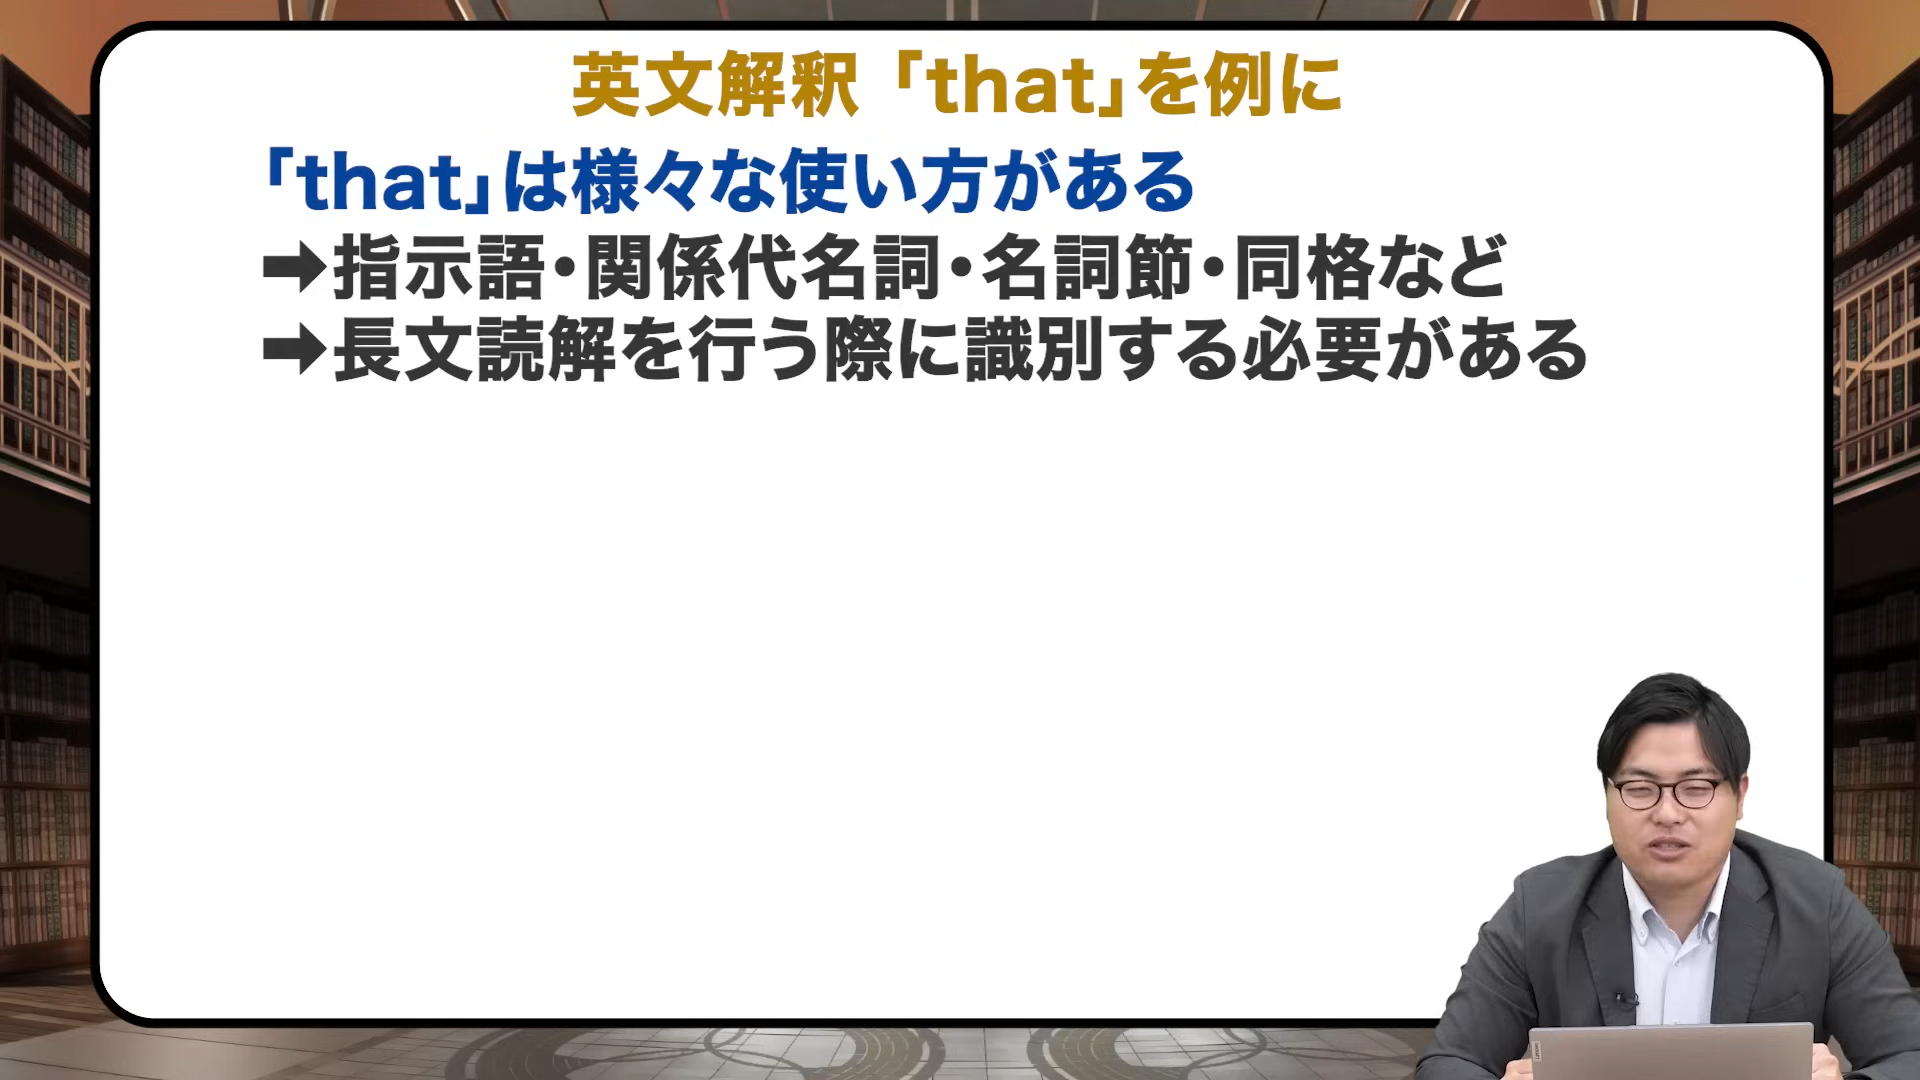 英文解釈「that」を例に
「that」は様々な使い方がある
➡指示語・関係代名詞・名詞節・同格など
➡長文読解を行う際に識別する必要がある